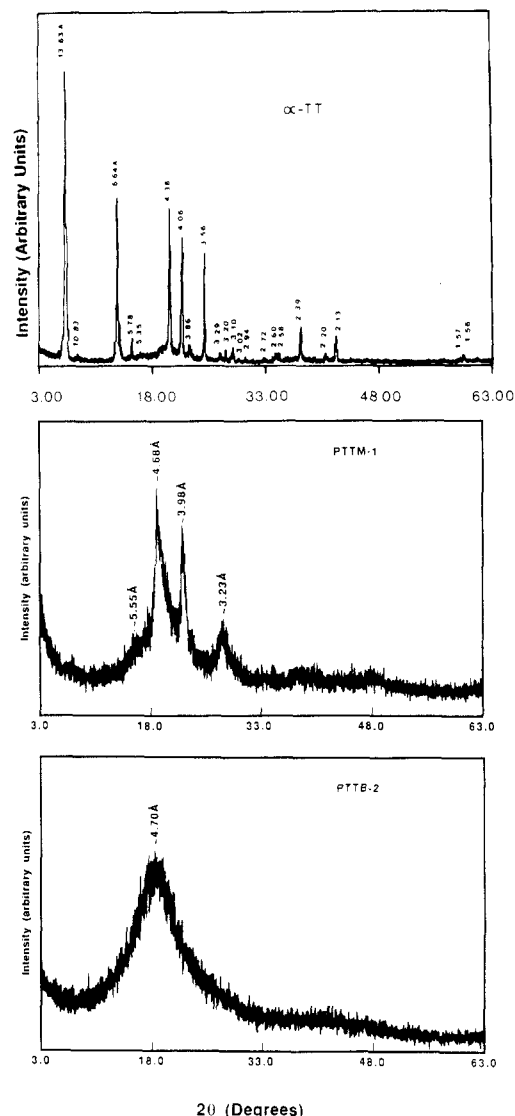 Intensity (Arbitrary Units)
13.63A
10.83
6.64A
5.78
5.35
4.38
4.06
3.86
3.56
3.29
3.20
3.10
3.02
2.94
2.72
2.60
2.58
2.39
2.20
2.13
1.57
1.56
∝-TT
3.00 18.00 33.00 48.00 63.00
Intensity (arbitrary units)
PTTM-1
~5.55Å
~4.68Å
~3.98Å
~3.23Å
3.0 18.0 33.0 48.0 63.0
Intensity (arbitrary units)
PTTB-2
~4.70Å
3.0 18.0 33.0 48.0 63.0
2θ (Degrees)